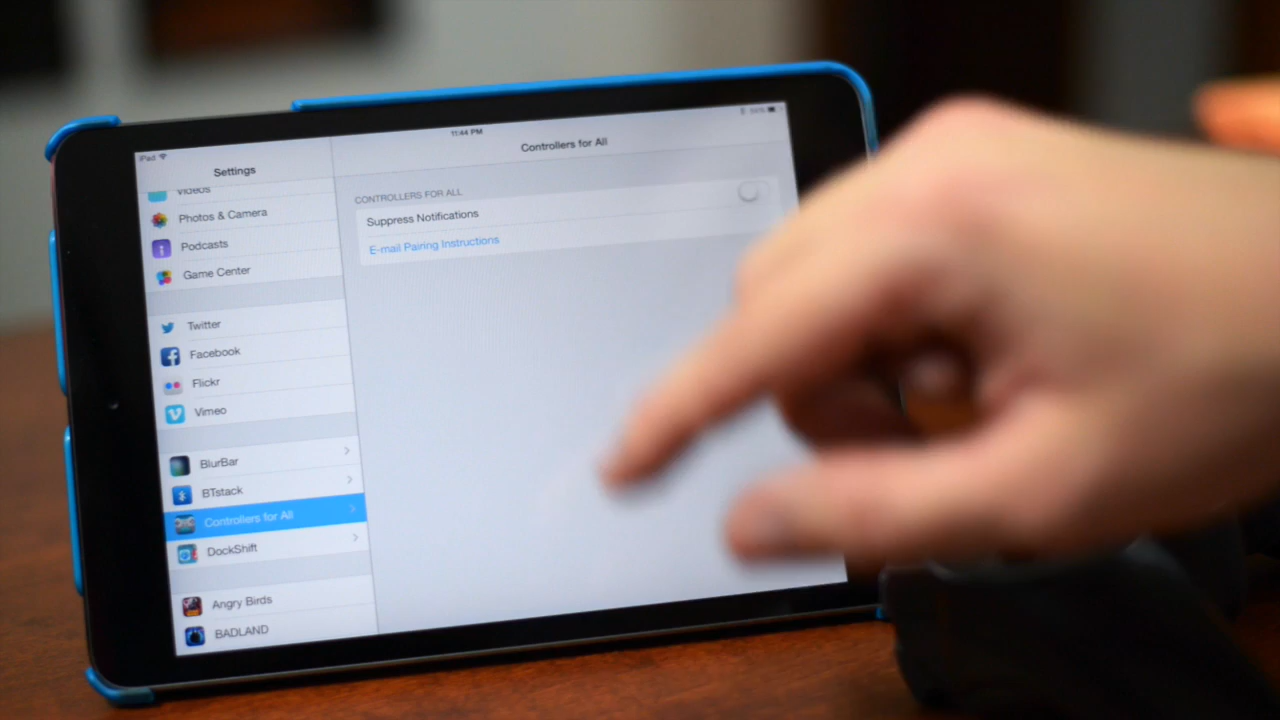 iPad
11:44 PM
Settings
Controllers for All
Videos
Photos & Camera
Podcasts
Game Center
Twitter
Facebook
Flickr
Vimeo
BlurBar
BTstack
Controllers for All
DockShift
Angry Birds
BADLAND
CONTROLLERS FOR ALL
Suppress Notifications
E-mail Pairing Instructions